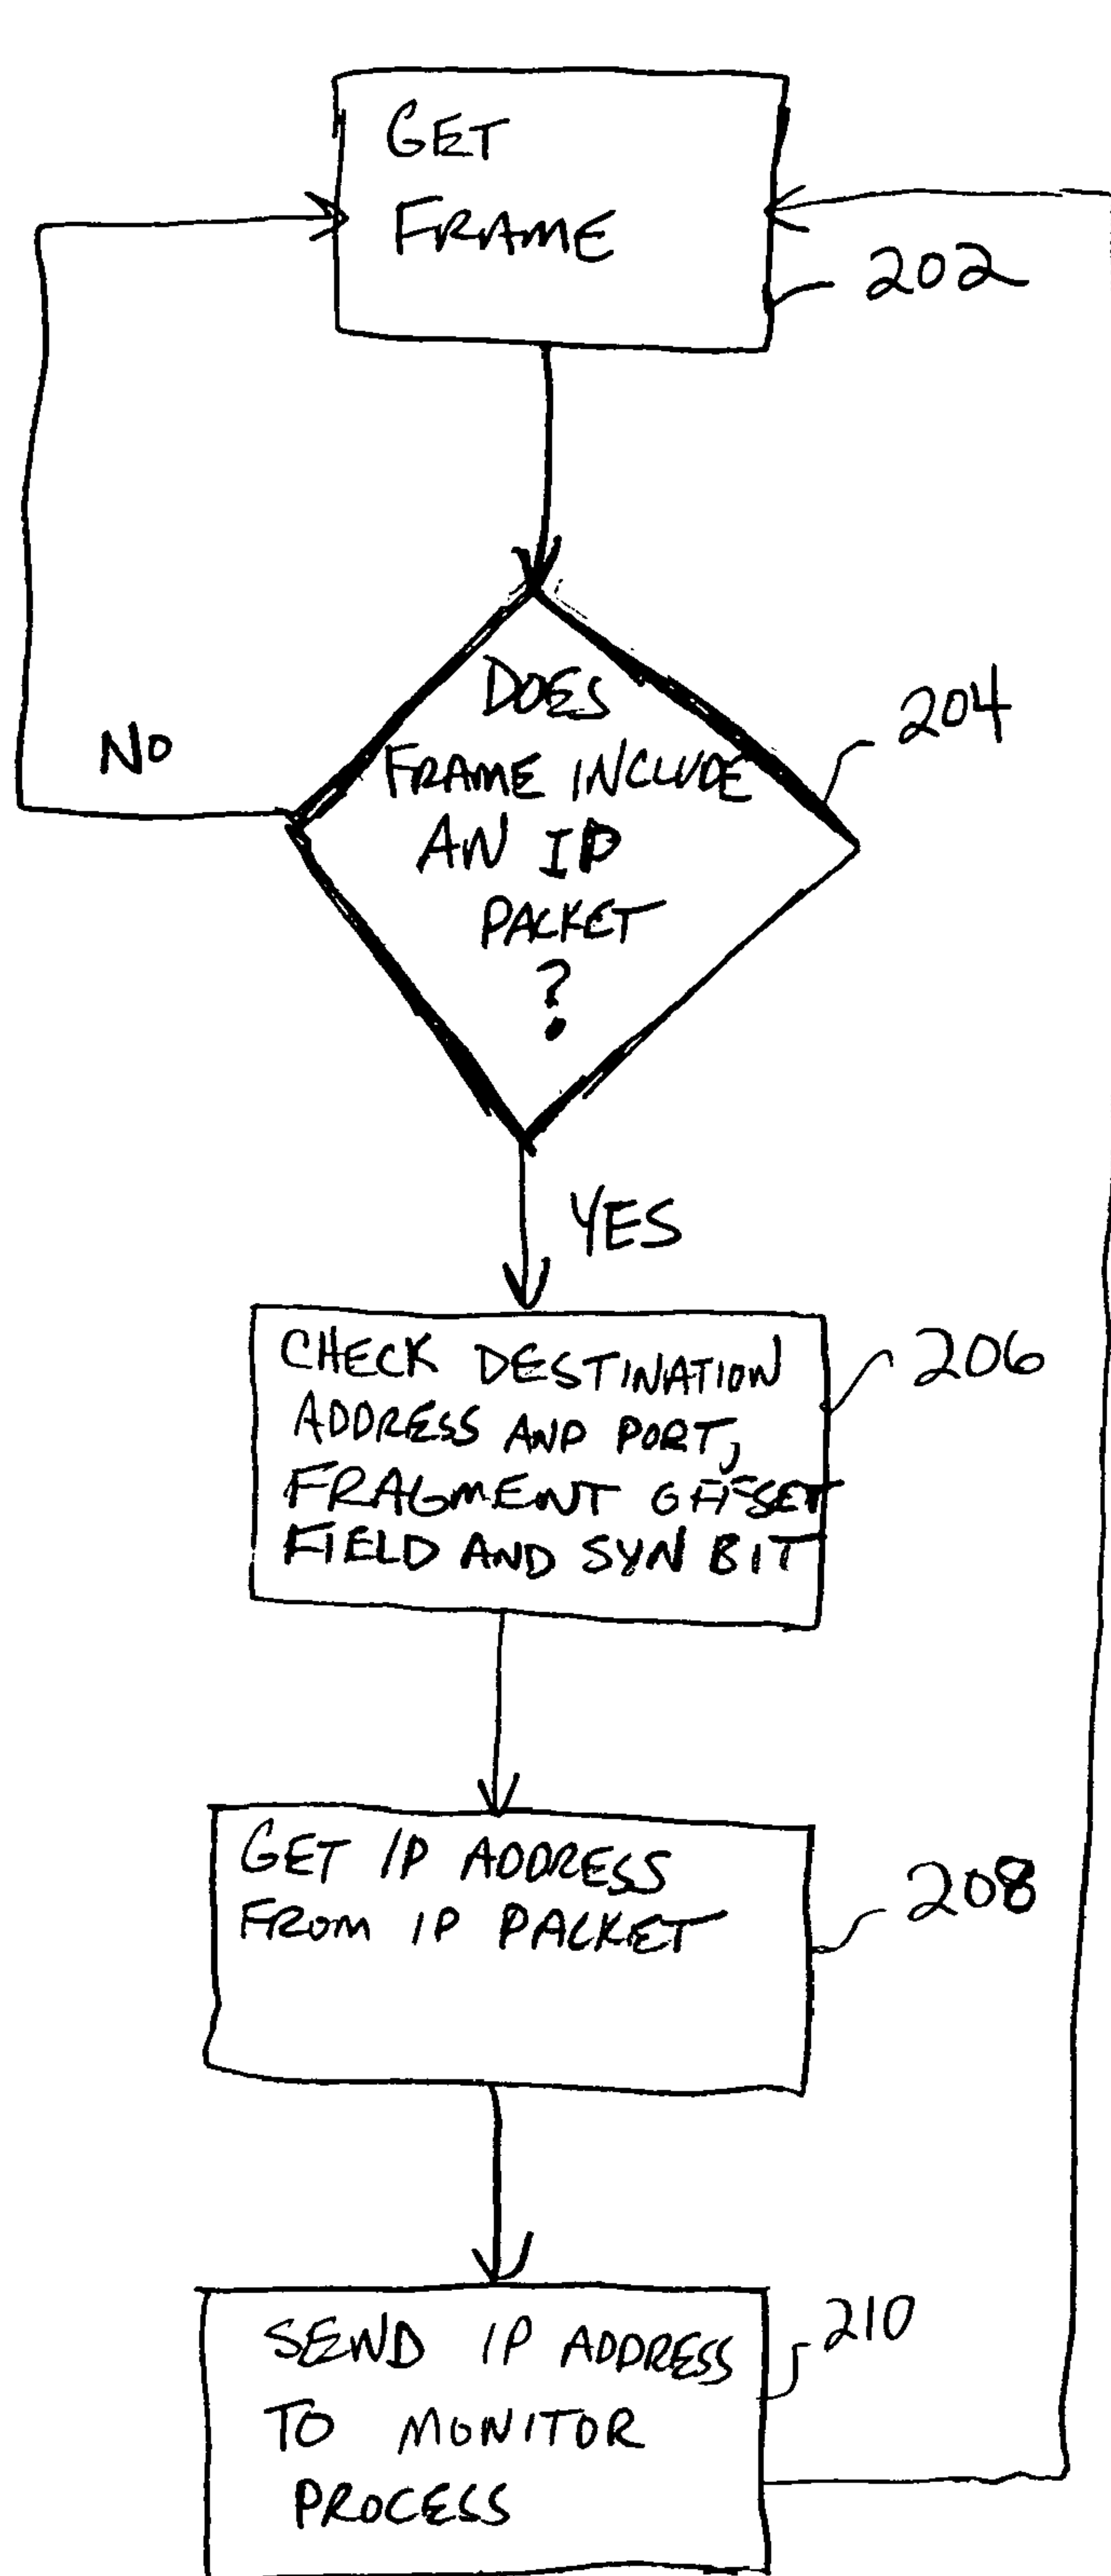 GET
FRAME
202
DOES
FRAME INCLUDE
AN IP
PACKET
?
204
NO
YES
CHECK DESTINATION
ADDRESS AND PORT,
FRAGMENT OFFSET
FIELD AND SYN BIT
206
GET IP ADDRESS
FROM IP PACKET
208
SEND IP ADDRESS
TO MONITOR
PROCESS
210